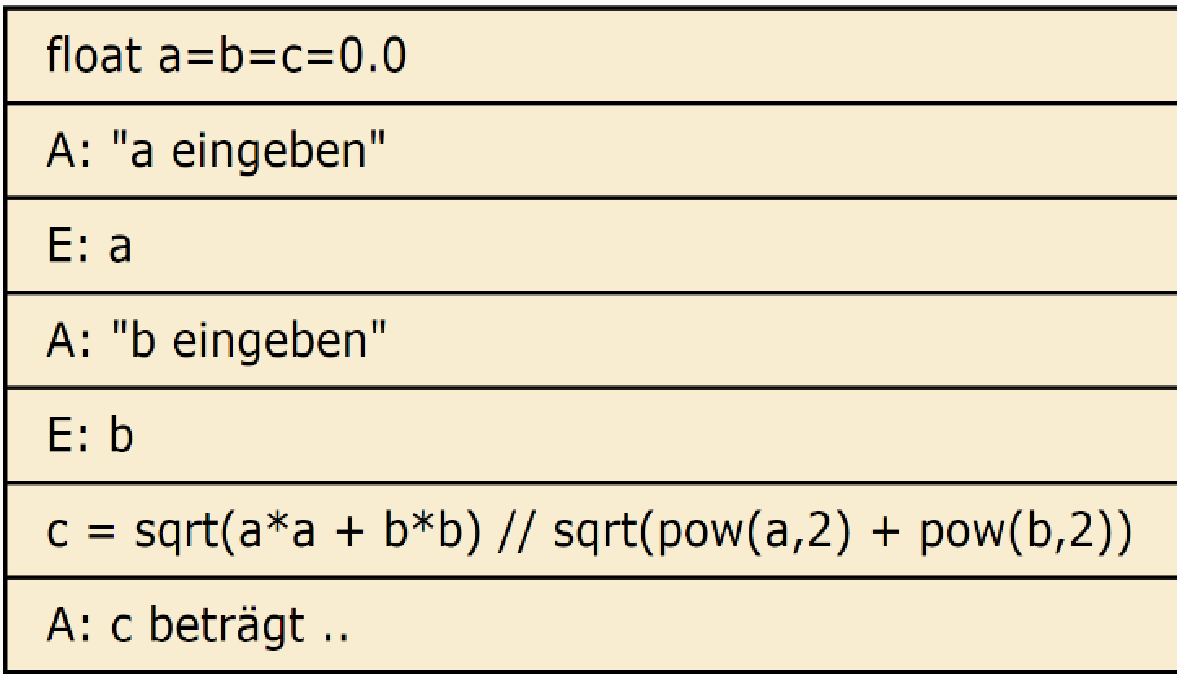 float a=b=c=0.0
A: "a eingeben"
E: a
A: "b eingeben"
E: b
c = sqrt(a*a + b*b) // sqrt(pow(a,2) + pow(b,2))
A: c beträgt ..